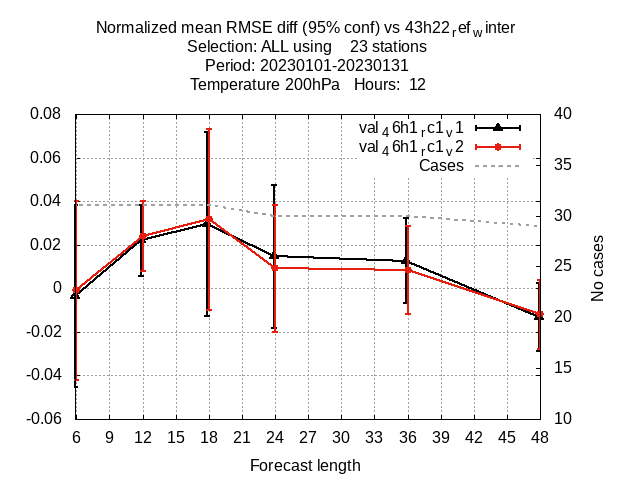 Normalized mean RMSE diff (95% conf) vs 43h22refwinter
Selection: ALL using    23 stations
Period: 20230101-20230131
Temperature 200hPa   Hours:  12
val46h1rc1v1
val46h1rc1v2
Cases
0.08
0.06
0.04
0.02
0
-0.02
-0.04
-0.06
40
35
30
25
20
15
10
No cases
6 9 12 15 18 21 24 27 30 33 36 39 42 45 48
Forecast length